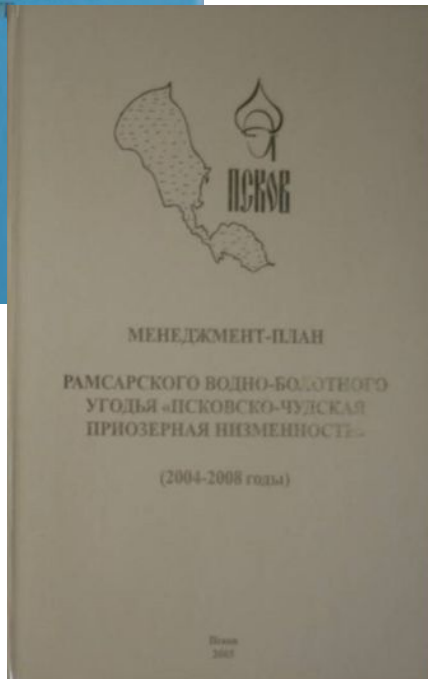 ПСКОВ
МЕНЕДЖМЕНТ-ПЛАН
РАМСАРСКОГО ВОДНО-БОЛОТНОГО
УГОДЬЯ «ПСКОВСКО-ЧУДСКАЯ
ПРИОЗЕРНАЯ НИЗМЕННОСТЬ»
(2004-2008 годы)
Псков